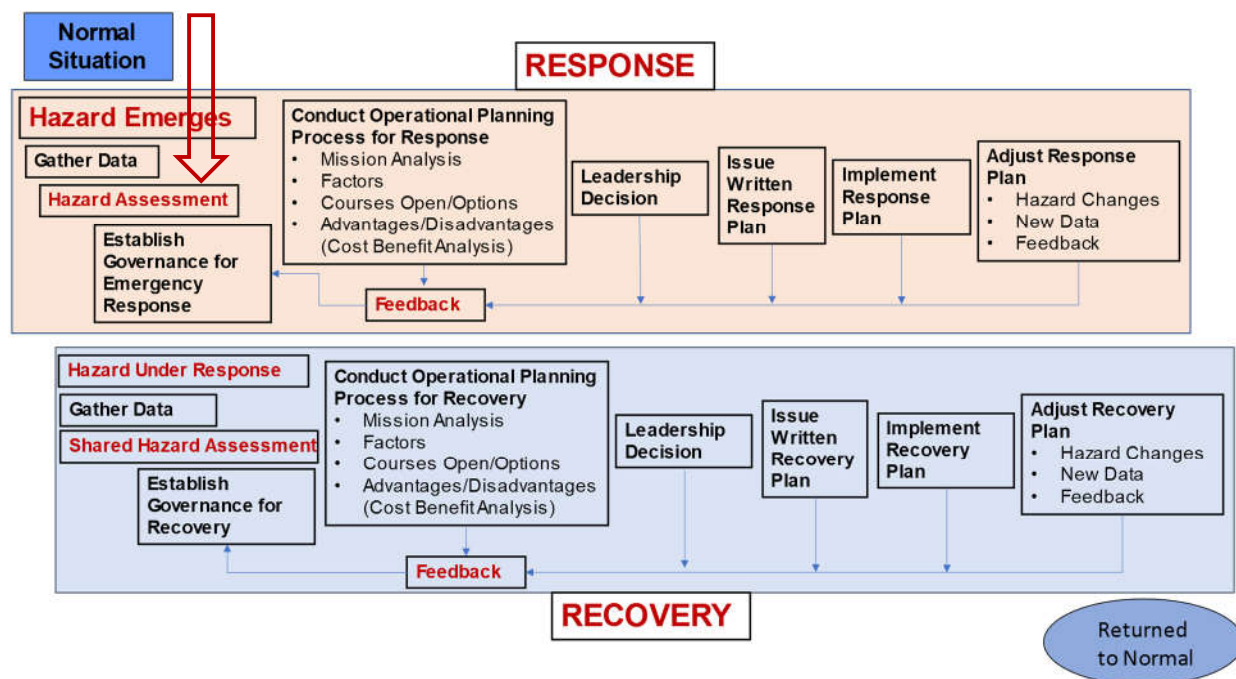 Normal
Situation
RESPONSE
Hazard Emerges
Gather Data
Hazard Assessment
Establish
Governance for
Emergency
Response
Conduct Operational Planning
Process for Response
• Mission Analysis
• Factors
• Courses Open/Options
• Advantages/Disadvantages
(Cost Benefit Analysis)
Leadership
Decision
Issue
Written
Response
Plan
Implement
Response
Plan
Adjust Response
Plan
• Hazard Changes
• New Data
• Feedback
Feedback
Hazard Under Response
Gather Data
Shared Hazard Assessment
Establish
Governance for
Recovery
Conduct Operational Planning
Process for Recovery
• Mission Analysis
• Factors
• Courses Open/Options
• Advantages/Disadvantages
(Cost Benefit Analysis)
Leadership
Decision
Issue
Written
Recovery
Plan
Implement
Recovery
Plan
Adjust Recovery
Plan
• Hazard Changes
• New Data
• Feedback
Feedback
RECOVERY
Returned
to Normal